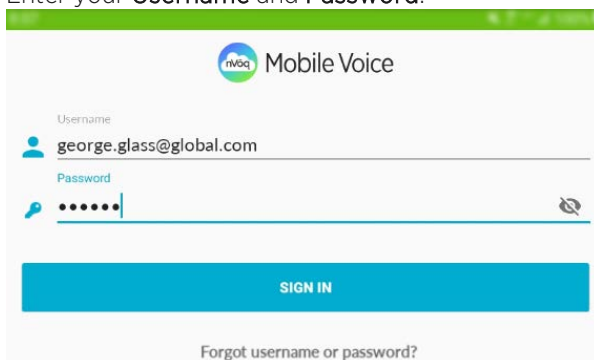 Enter your Username and Password.
nVoq Mobile Voice
Username
george.glass@global.com
Password
••••••
SIGN IN
Forgot username or password?